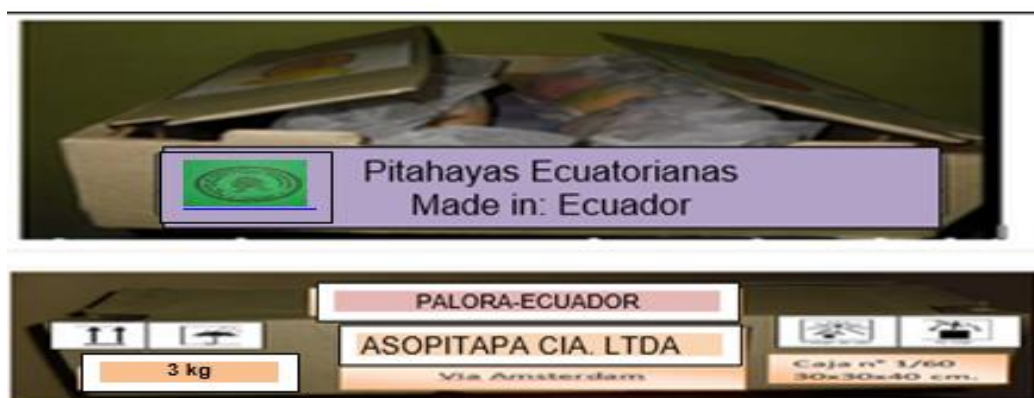 Pitahayas Ecuatorianas
Made in: Ecuador
PALORA-ECUADOR
ASOPITAPA CIA. LTDA
3 kg
Via Amsterdam
Caja nº 1/60
30x30x40 cm.